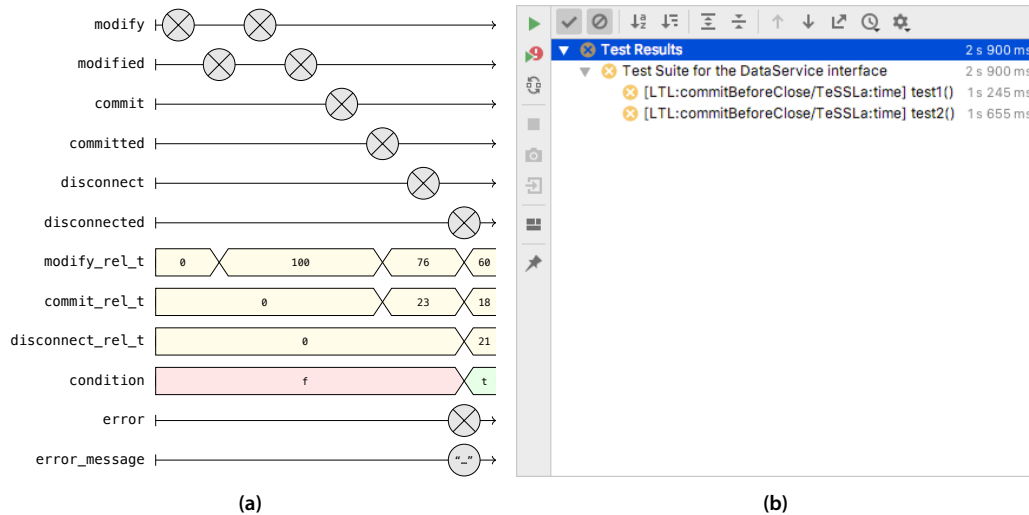 modify
modified
commit
committed
disconnect
disconnected
modify_rel_t 0 100 76 60
commit_rel_t 0 23 18
disconnect_rel_t 0 21
condition f t
error
error_message "…"
(a)
9
Test Results 2 s 900 ms
Test Suite for the DataService interface 2 s 900 ms
[LTL:commitBeforeClose/TeSSLa:time] test1() 1 s 245 ms
[LTL:commitBeforeClose/TeSSLa:time] test2() 1 s 655 ms
(b)